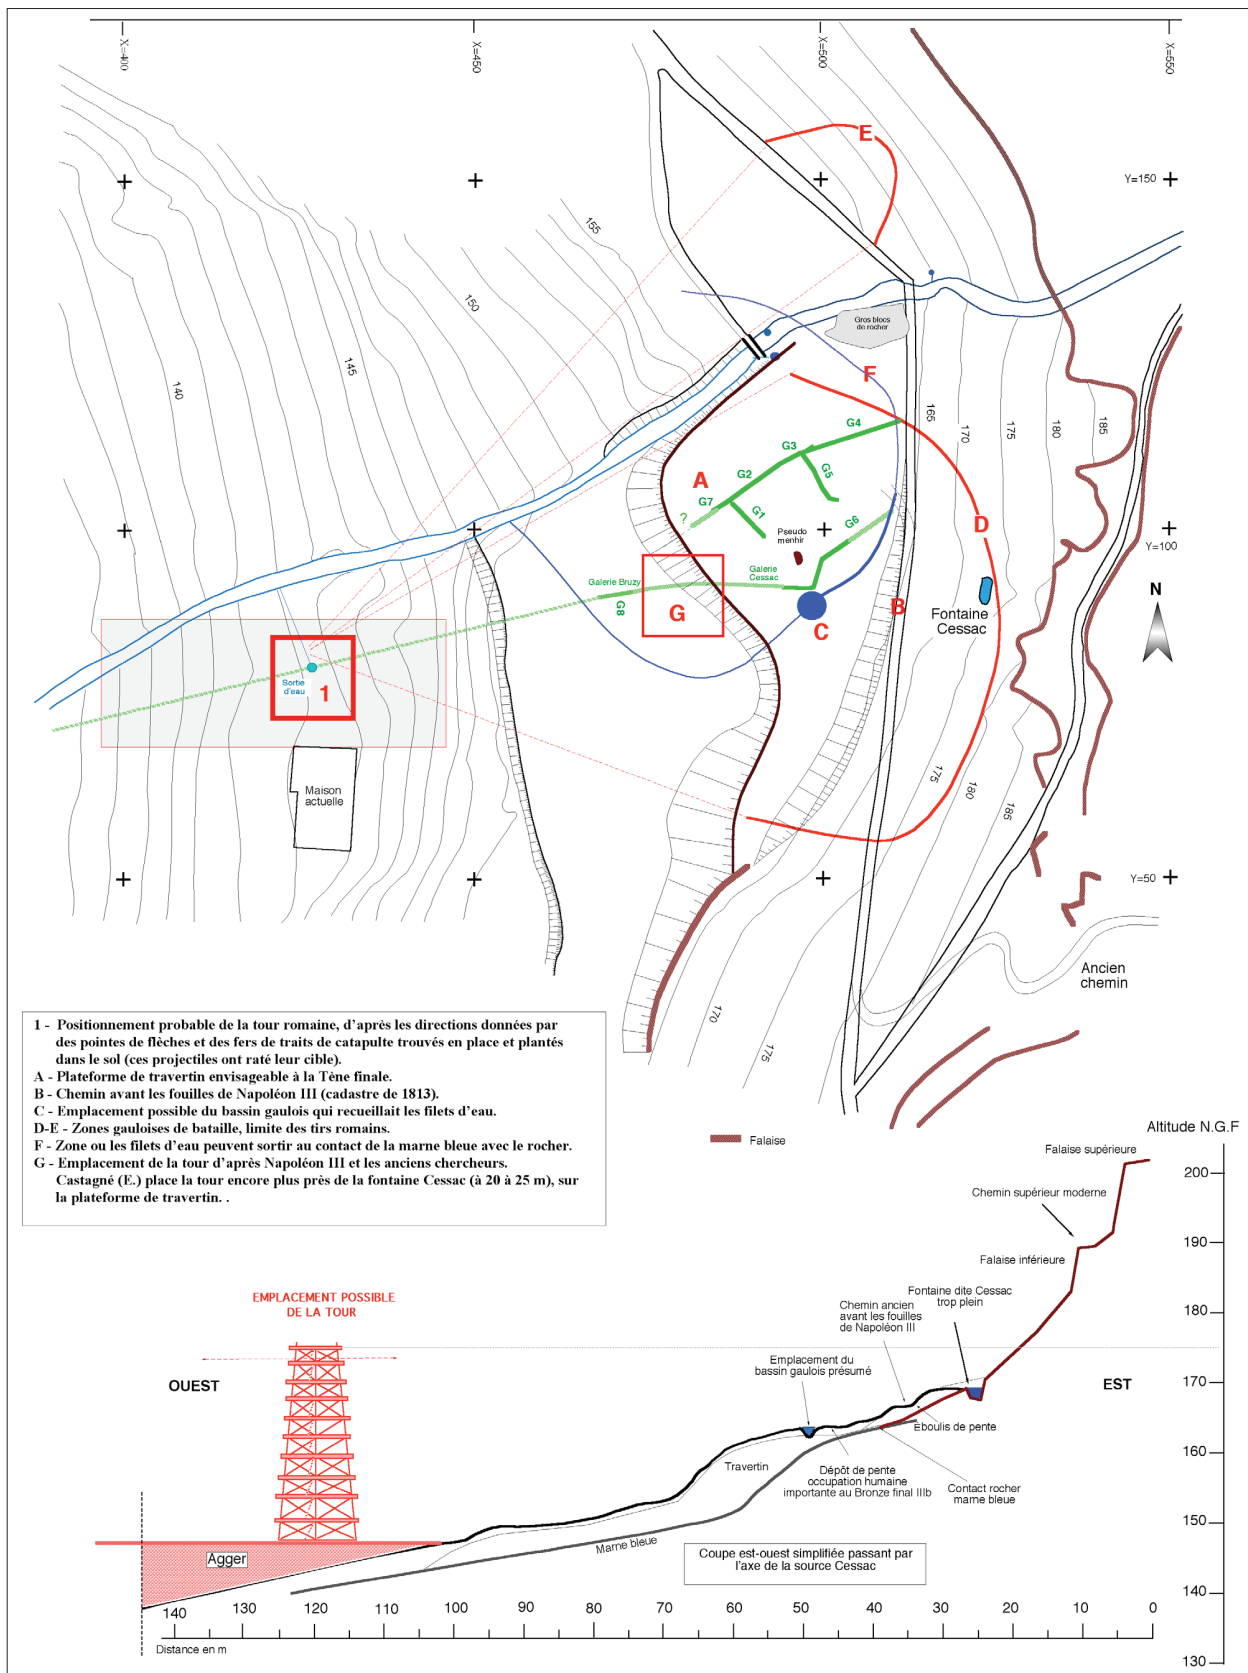 X=400
X=450
X=500
X=550
E
Y=150
155
150
145
140
Gros blocs
de rocher
F
165
170
175
180
185
G4
G3
G5
G2
A
G7
G1
?
D
G6
Pseudo
menhir
Y=100
Galerie Bruzy
Galerie
Cessac
G8
G
B
C
Fontaine
Cessac
N
Sortie
d'eau
1
Maison
actuelle
175
180
185
Y=50
Ancien
chemin
170
175
1 - Positionnement probable de la tour romaine, d'après les directions données par
des pointes de flèches et des fers de traits de catapulte trouvés en place et plantés
dans le sol (ces projectiles ont raté leur cible).
A - Plateforme de travertin envisageable à la Tène finale.
B - Chemin avant les fouilles de Napoléon III (cadastre de 1813).
C - Emplacement possible du bassin gaulois qui recueillait les filets d'eau.
D-E - Zones gauloises de bataille, limite des tirs romains.
F - Zone ou les filets d'eau peuvent sortir au contact de la marne bleue avec le rocher.
G - Emplacement de la tour d'après Napoléon III et les anciens chercheurs.
Castagné (E.) place la tour encore plus près de la fontaine Cessac (à 20 à 25 m), sur
la plateforme de travertin. .
Falaise
Altitude N.G.F
Falaise supérieure
200
Chemin supérieur moderne
190
Falaise inférieure
Fontaine dite Cessac
trop plein
180
Chemin ancien
avant les fouilles
de Napoléon III
EMPLACEMENT POSSIBLE
DE LA TOUR
Emplacement du
bassin gaulois présumé
OUEST
EST
170
Eboulis de pente
160
Travertin
Dépôt de pente
occupation humaine
importante au Bronze final IIIb
Contact rocher
marne bleue
150
Marne bleue
Agger
Coupe est-ouest simplifiée passant par
l'axe de la source Cessac
140
140 130 120 110 100 90 80 70 60 50 40 30 20 10 0
Distance en m
130